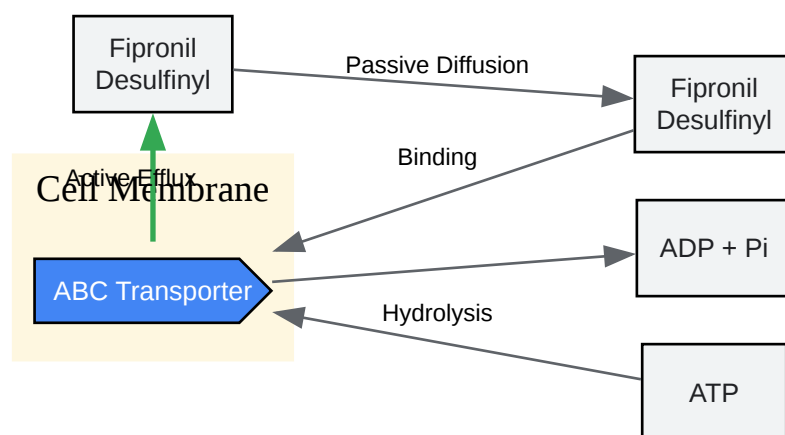 Fipronil
Desulfinyl
Passive Diffusion
Fipronil
Desulfinyl
Binding
Active Efflux
Cell Membrane
ADP + Pi
ABC Transporter
Hydrolysis
ATP